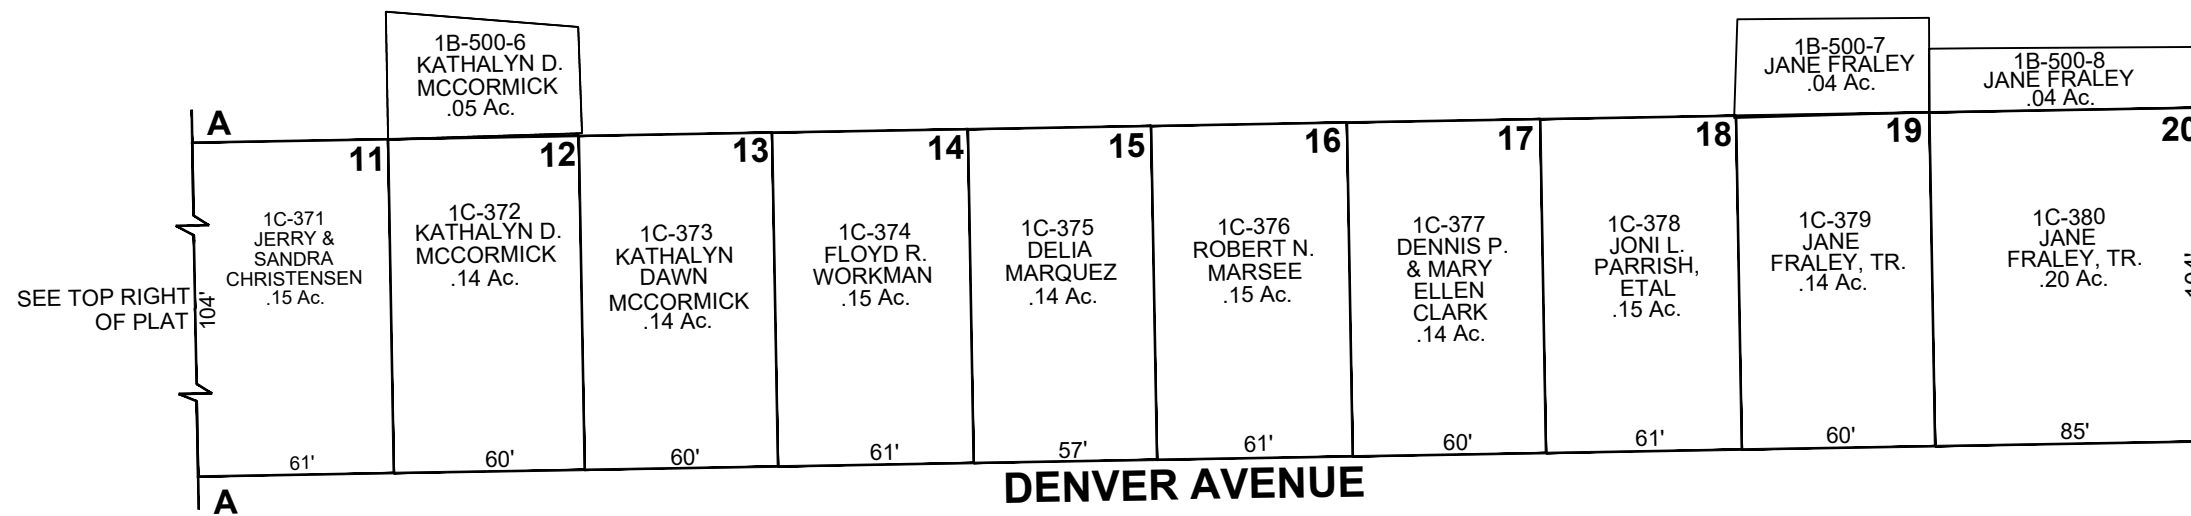 1B-500-6
KATHALYN D.
MCCORMICK
.05 Ac.
1B-500-7
JANE FRALEY
.04 Ac.
1B-500-8
JANE FRALEY
.04 Ac.
A
11
12
13
14
15
16
17
18
19
20
1C-371
JERRY &
SANDRA
CHRISTENSEN
.15 Ac.
1C-372
KATHALYN D.
MCCORMICK
.14 Ac.
1C-373
KATHALYN
DAWN
MCCORMICK
.14 Ac.
1C-374
FLOYD R.
WORKMAN
.15 Ac.
1C-375
DELIA
MARQUEZ
.14 Ac.
1C-376
ROBERT N.
MARSEE
.15 Ac.
1C-377
DENNIS P.
& MARY
ELLEN
CLARK
.14 Ac.
1C-378
JONI L.
PARRISH,
ETAL
.15 Ac.
1C-379
JANE
FRALEY, TR.
.14 Ac.
1C-380
JANE
FRALEY, TR.
.20 Ac.
SEE TOP RIGHT
OF PLAT
104'
61'
60'
60'
61'
57'
61'
60'
61'
60'
85'
A
DENVER AVENUE